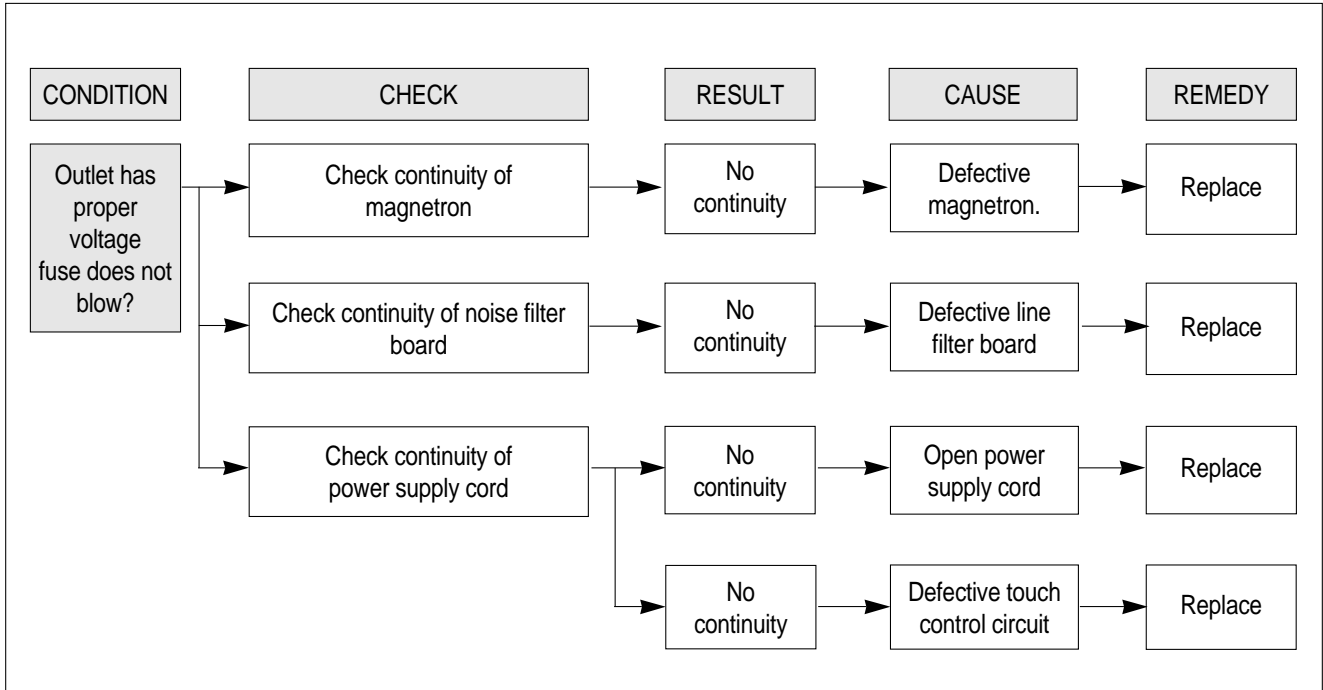 CONDITION
CHECK
RESULT
CAUSE
REMEDY
Outlet has
proper
voltage
fuse does not
blow?
Check continuity of
magnetron
No
continuity
Defective
magnetron.
Replace
Check continuity of noise filter
board
No
continuity
Defective line
filter board
Replace
Check continuity of
power supply cord
No
continuity
Open power
supply cord
Replace
No
continuity
Defective touch
control circuit
Replace